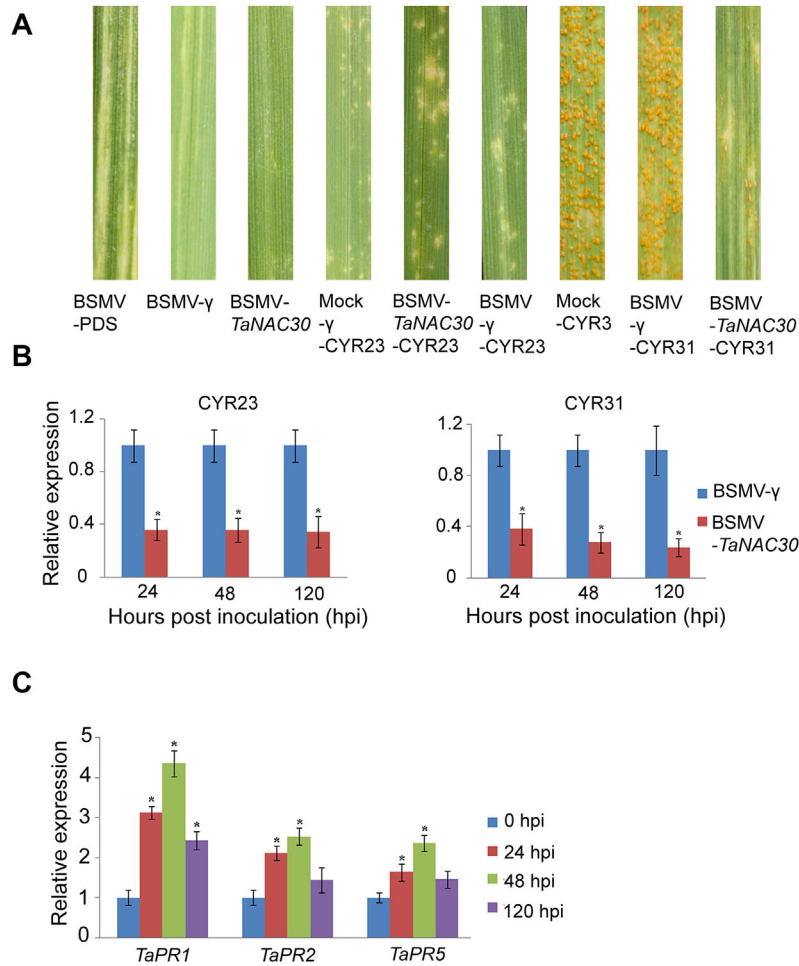 A
BSMV
-PDS
BSMV-γ
BSMV-
TaNAC30
Mock
-γ
-CYR23
BSMV-
TaNAC30
-CYR23
BSMV
-γ
-CYR23
Mock
-CYR3
BSMV
-γ
-CYR31
BSMV
-TaNAC30
-CYR31
B
CYR23
Relative expression
1.2
0.8
0.4
0
24 48 120
Hours post inoculation (hpi)
CYR31
1.2
0.8
0.4
0
24 48 120
Hours post inoculation (hpi)
BSMV-γ
BSMV
-TaNAC30
* * *
* * *
C
Relative expression
5
4
3
2
1
0
* * *
* *
* *
TaPR1 TaPR2 TaPR5
0 hpi
24 hpi
48 hpi
120 hpi